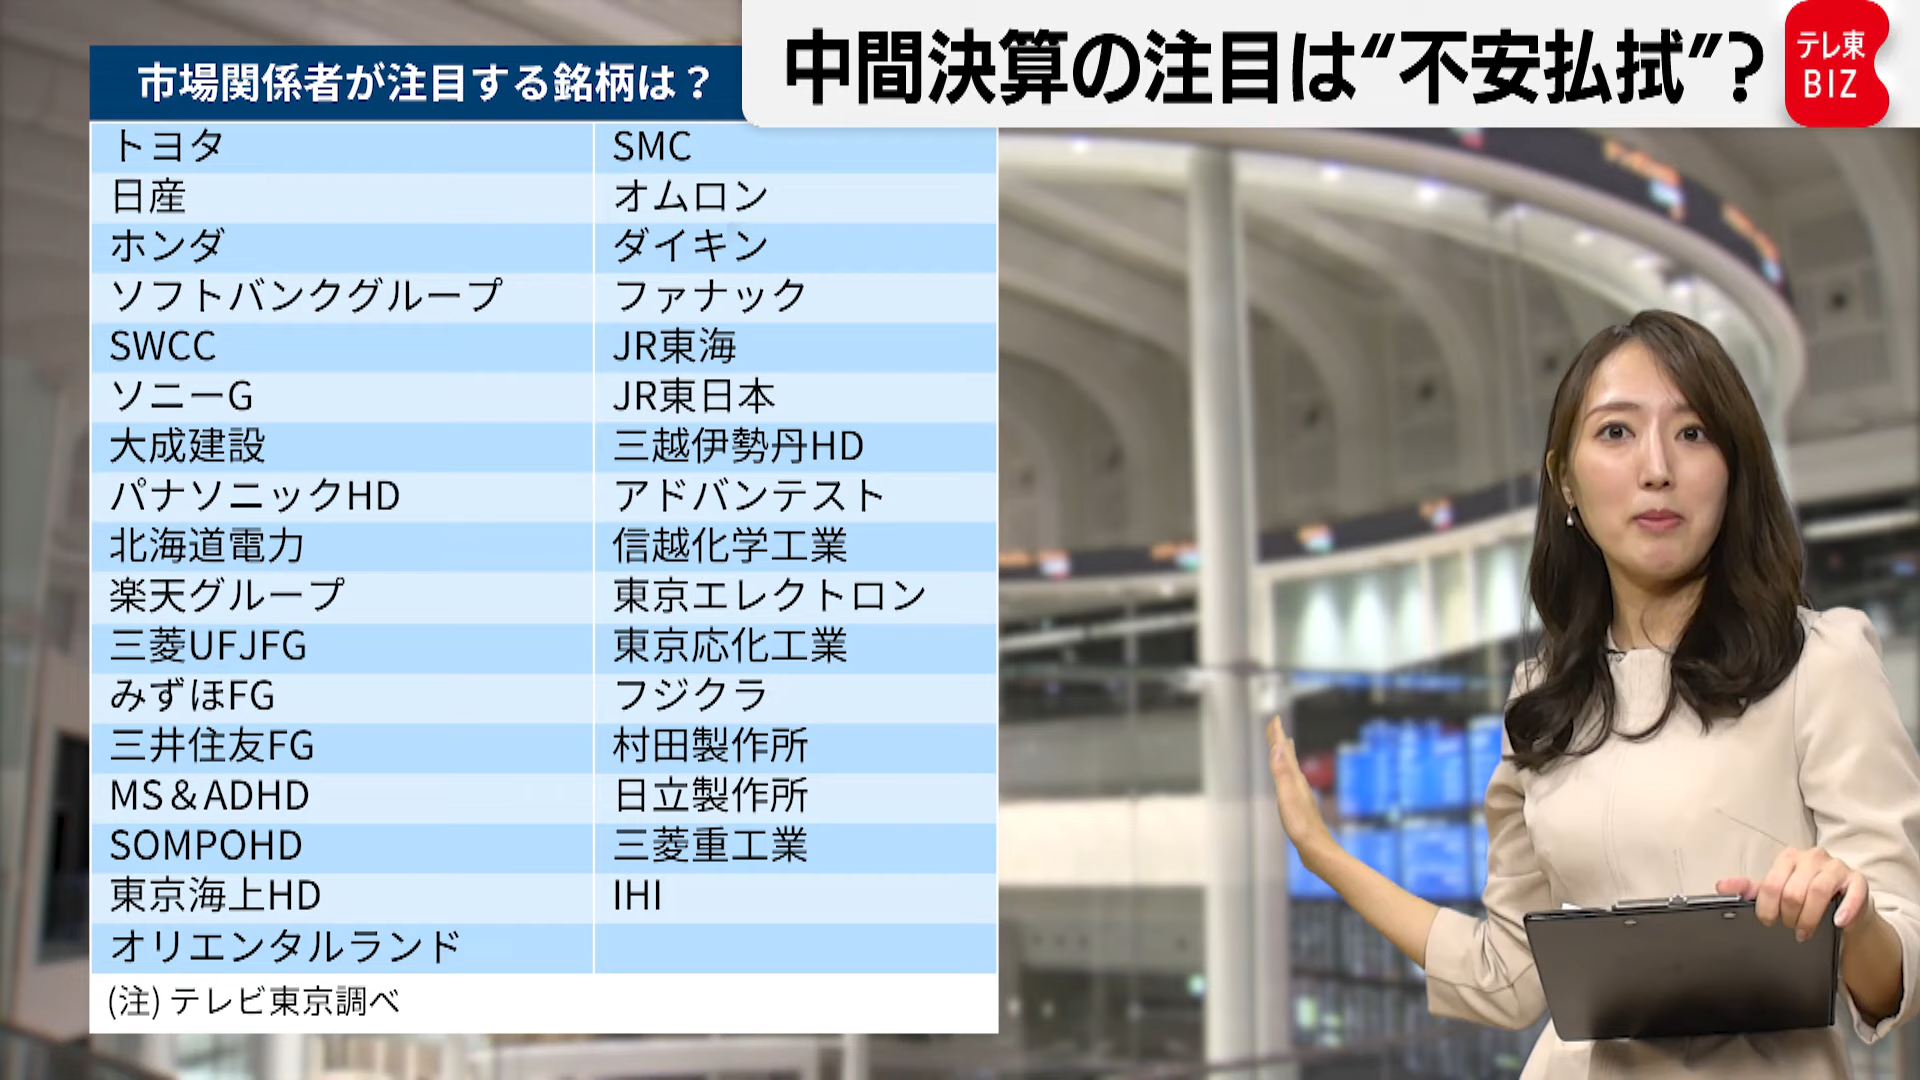 中間決算の注目は“不安払拭”?
テレ東
BIZ
市場関係者が注目する銘柄は？
トヨタ
日産
ホンダ
ソフトバンクグループ
SWCC
ソニーG
大成建設
パナソニックHD
北海道電力
楽天グループ
三菱UFJFG
みずほFG
三井住友FG
MS＆ADHD
SOMPOHD
東京海上HD
オリエンタルランド
SMC
オムロン
ダイキン
ファナック
JR東海
JR東日本
三越伊勢丹HD
アドバンテスト
信越化学工業
東京エレクトロン
東京応化工業
フジクラ
村田製作所
日立製作所
三菱重工業
IHI
(注) テレビ東京調べ